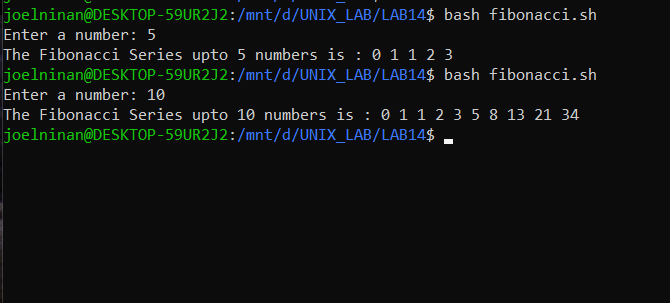 joelninan@DESKTOP-59UR2J2:/mnt/d/UNIX_LAB/LAB14$ bash fibonacci.sh
Enter a number: 5
The Fibonacci Series upto 5 numbers is : 0 1 1 2 3
joelninan@DESKTOP-59UR2J2:/mnt/d/UNIX_LAB/LAB14$ bash fibonacci.sh
Enter a number: 10
The Fibonacci Series upto 10 numbers is : 0 1 1 2 3 5 8 13 21 34
joelninan@DESKTOP-59UR2J2:/mnt/d/UNIX_LAB/LAB14$